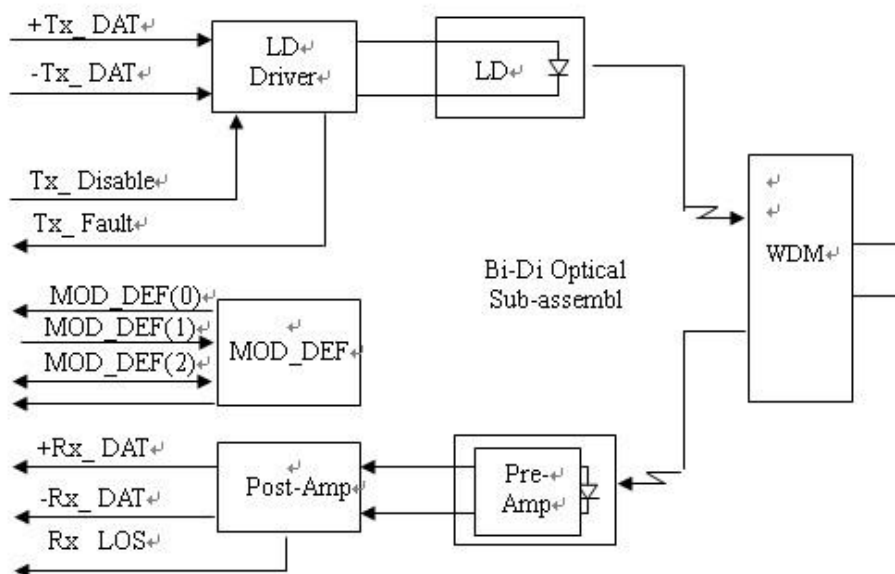 +Tx_ DAT
-Tx_ DAT
LD
Driver
LD
Tx_ Disable
Tx_ Fault
WDM
Bi-Di Optical
Sub-assembl
MOD_DEF(0)
MOD_DEF(1)
MOD_DEF(2)
MOD_DEF
+Rx_ DAT
-Rx_ DAT
Rx LOS
Post-Amp
Pre-
Amp